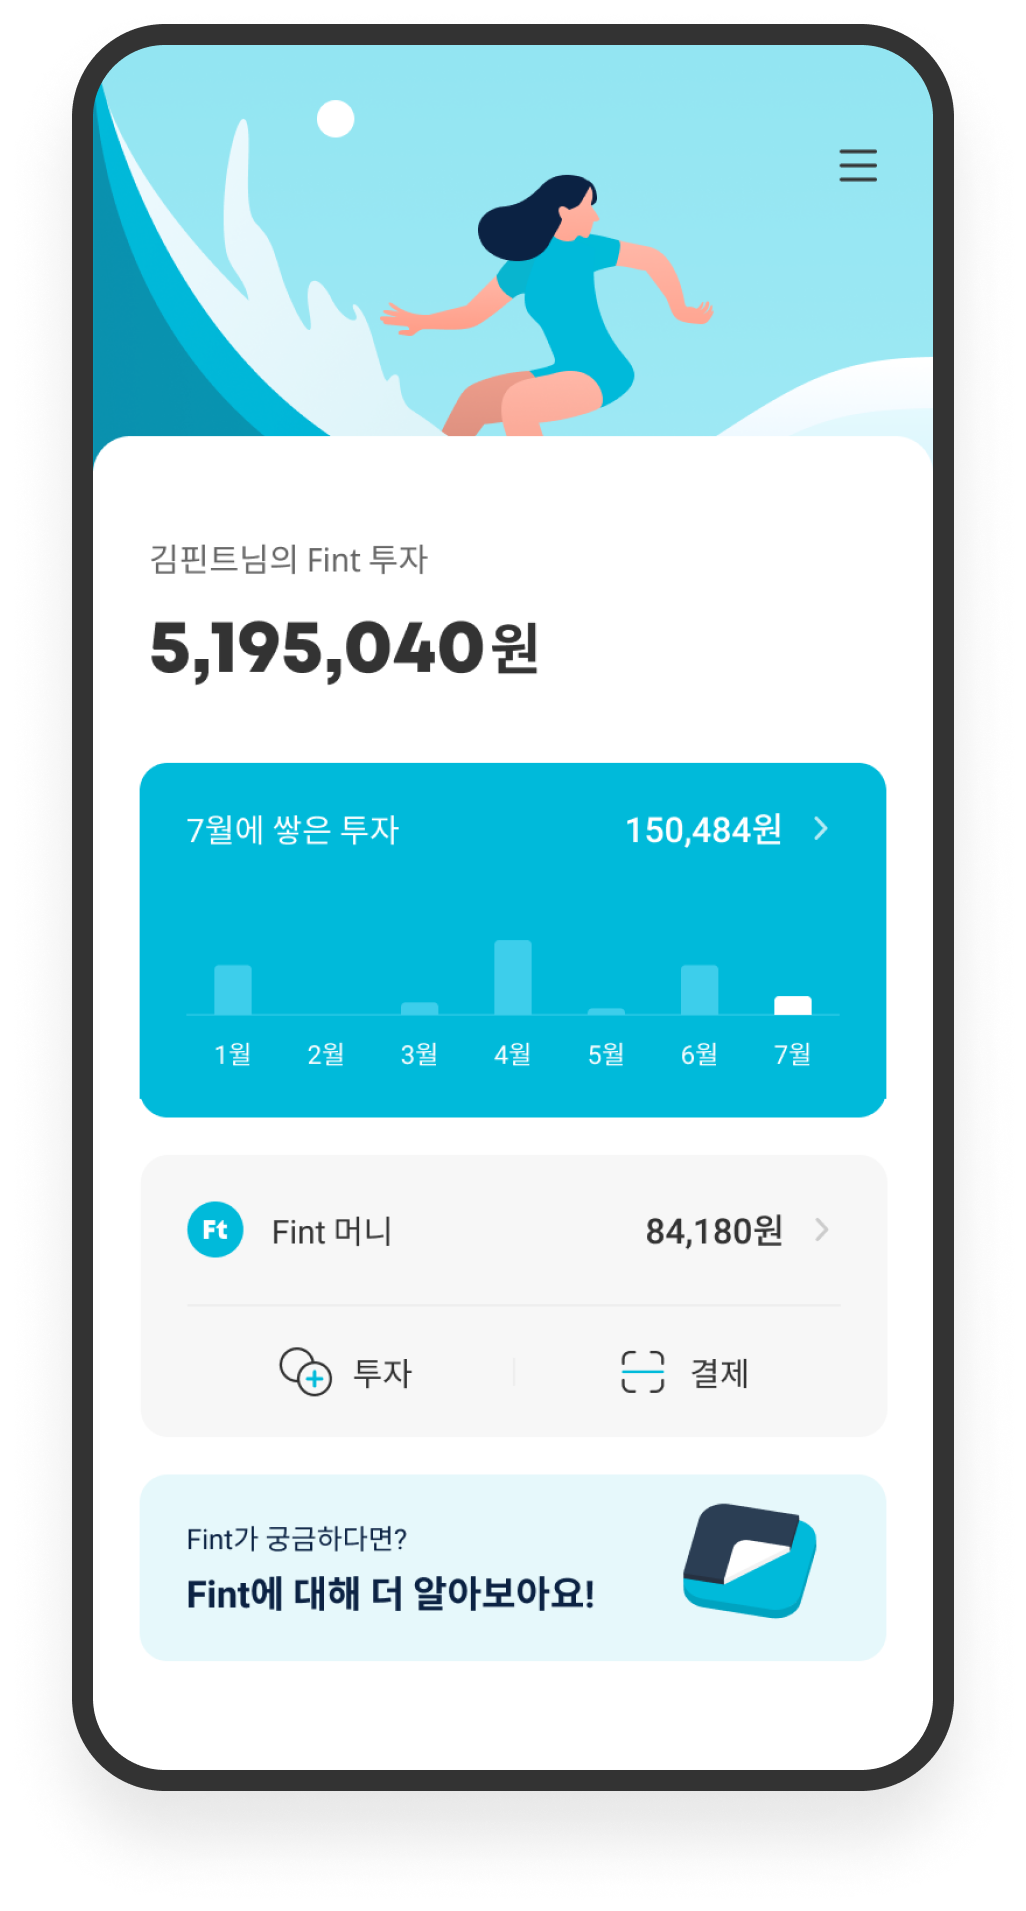 김핀트님의 Fint 투자
5,195,040원
7월에 쌓은 투자 150,484원
1월 2월 3월 4월 5월 6월 7월
Ft Fint 머니 84,180원
투자 결제
Fint가 궁금하다면?
Fint에 대해 더 알아보아요!